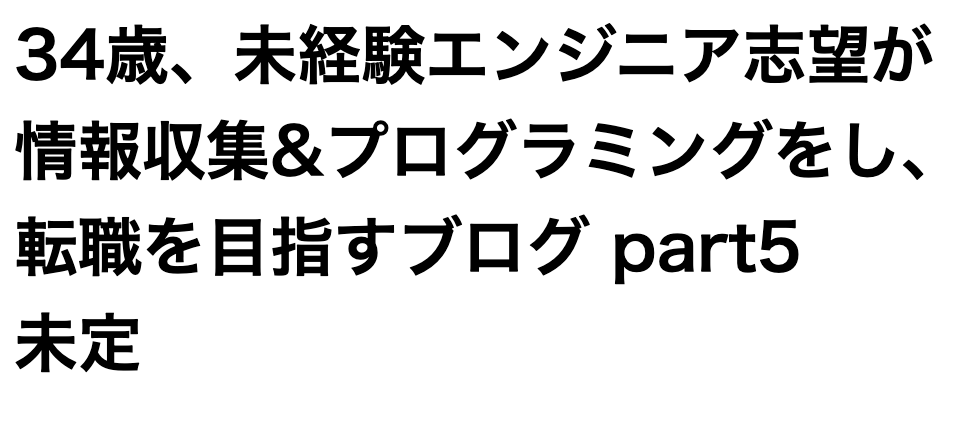 34歳、未経験エンジニア志望が
情報収集&プログラミングをし、
転職を目指すブログ part5
未定